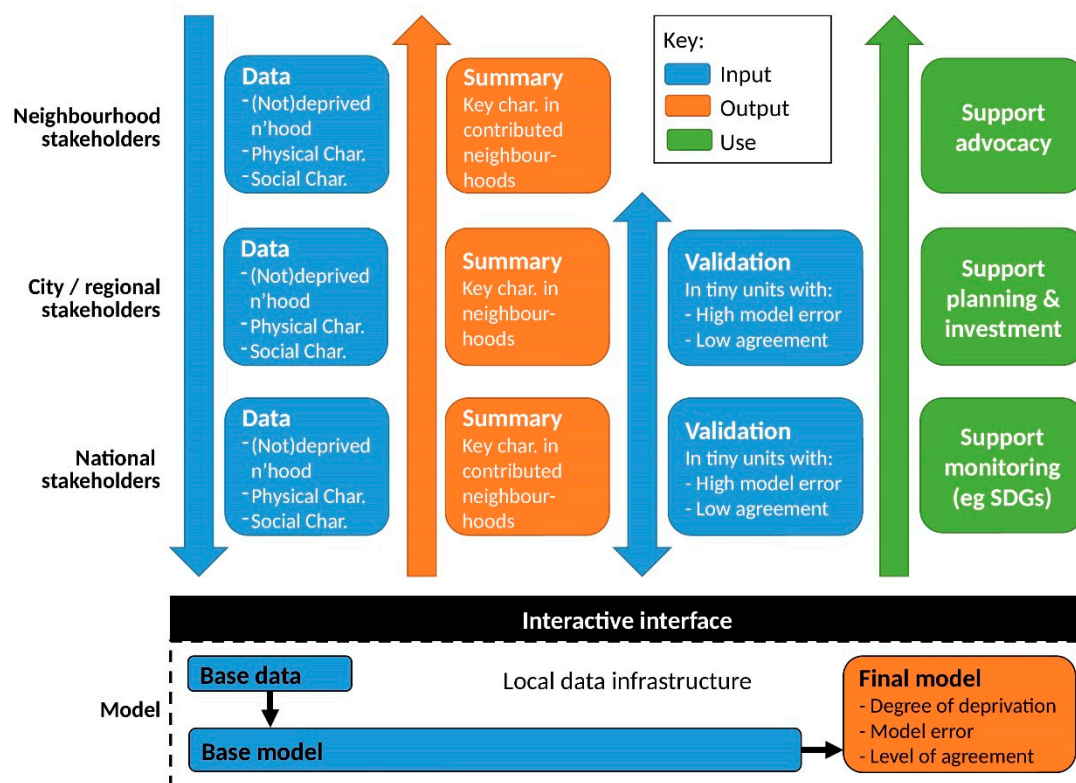 Key:
Input
Output
Use
Neighbourhood
stakeholders
Data
-(Not)deprived
n'hood
-Physical Char.
-Social Char.
Summary
Key char. in
contributed
neighbour-
hoods
Support
advocacy
City / regional
stakeholders
Data
-(Not)deprived
n'hood
-Physical Char.
-Social Char.
Summary
Key char. in
neighbour-
hoods
Validation
In tiny units with:
- High model error
- Low agreement
Support
planning &
investment
National
stakeholders
Data
-(Not)deprived
n'hood
-Physical Char.
-Social Char.
Summary
Key char. in
contributed
neighbour-
hoods
Validation
In tiny units with:
- High model error
- Low agreement
Support
monitoring
(eg SDGs)
Interactive interface
Model
Base data
Local data infrastructure
Base model
Final model
- Degree of deprivation
- Model error
- Level of agreement